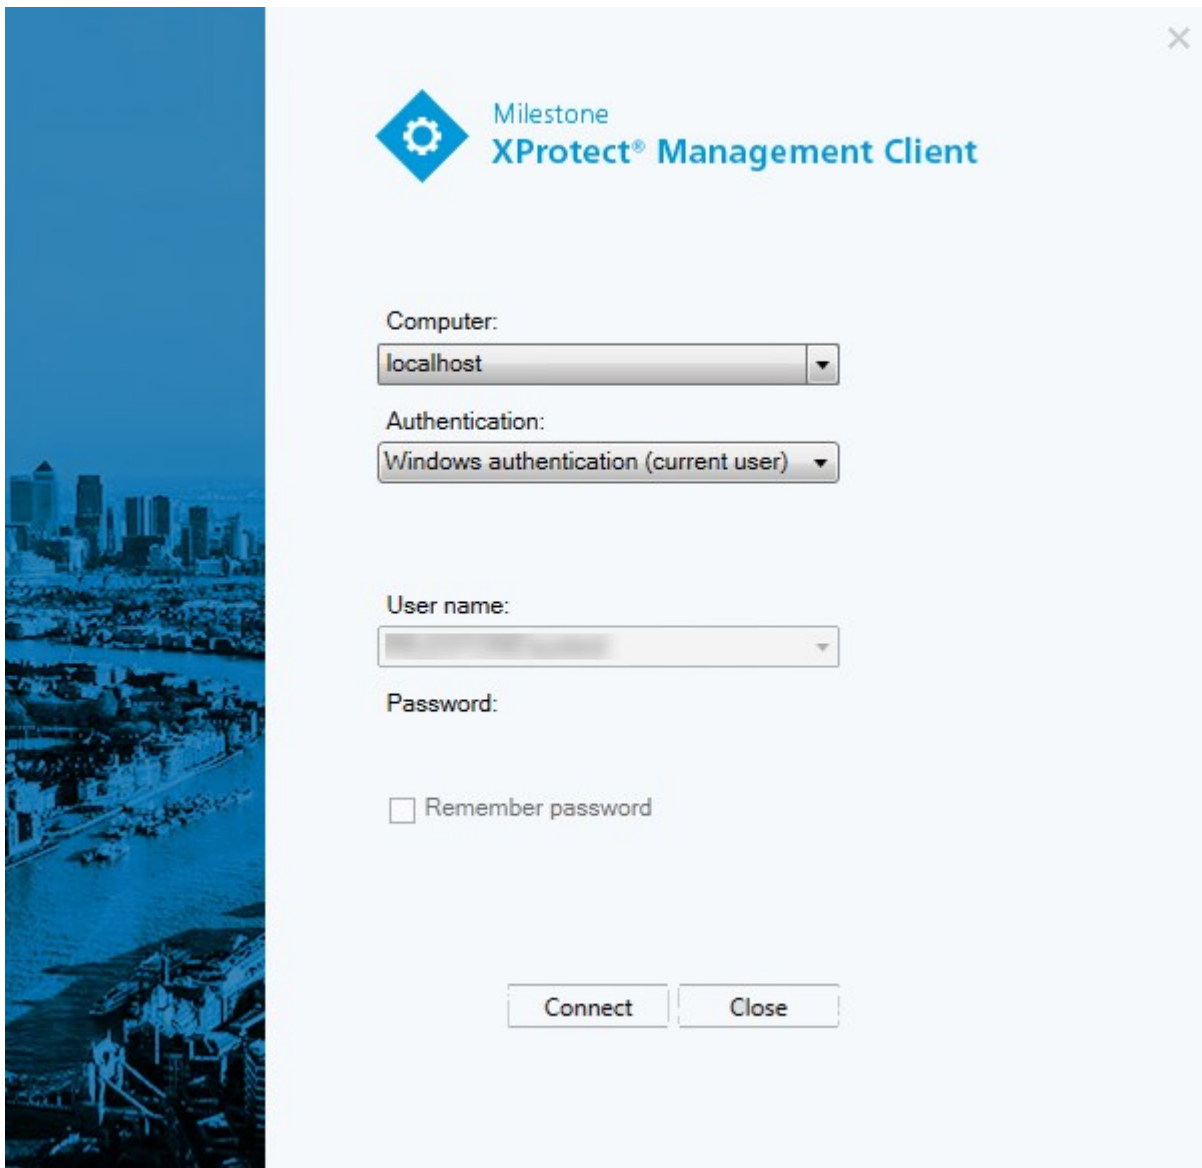 Milestone
XProtect® Management Client
Computer:
localhost
Authentication:
Windows authentication (current user)
User name:
Password:
Remember password
Connect
Close